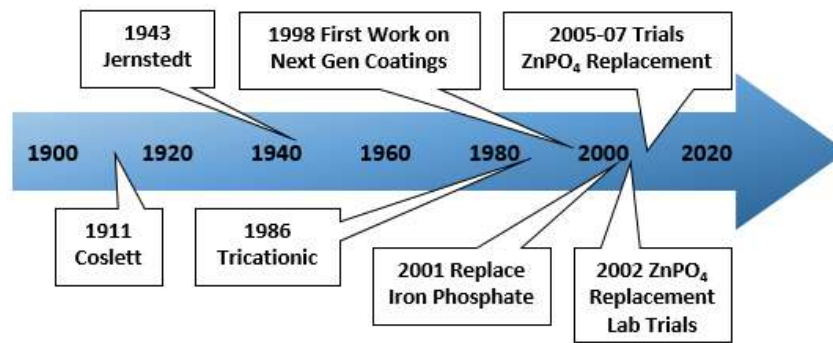 1943
Jernstedt
1998 First Work on
Next Gen Coatings
2005-07 Trials
ZnPO₄ Replacement
1900 1920 1940 1960 1980 2000 2020
1911
Coslett
1986
Tricationic
2001 Replace
Iron Phosphate
2002 ZnPO₄
Replacement
Lab Trials